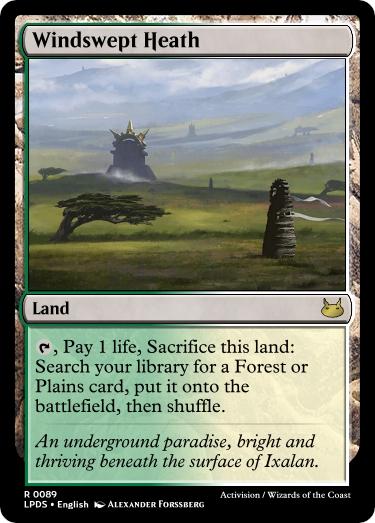 Windswept Heath
Land
, Pay 1 life, Sacrifice this land:
Search your library for a Forest or
Plains card, put it onto the
battlefield, then shuffle.
An underground paradise, bright and
thriving beneath the surface of Ixalan.
R 0089
LPDS • English Alexander Forssberg
Activision / Wizards of the Coast